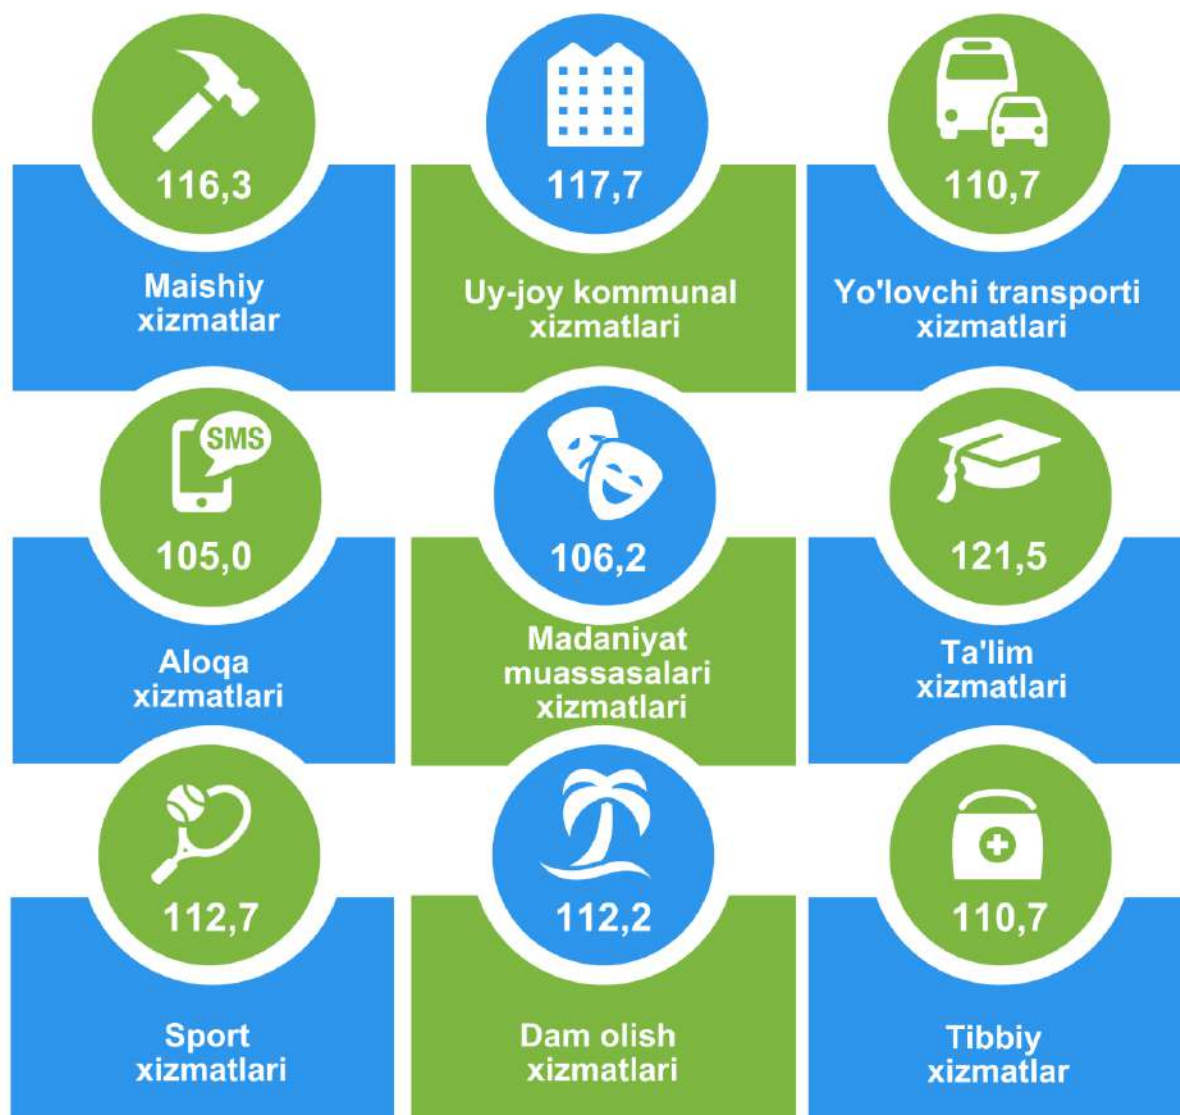 116,3
Maishiy
xizmatlar
117,7
Uy-joy kommunal
xizmatlari
110,7
Yo'lovchi transporti
xizmatlari
SMS
105,0
Aloqa
xizmatlari
106,2
Madaniyat
muassasalari
xizmatlari
121,5
Ta'lim
xizmatlari
112,7
Sport
xizmatlari
112,2
Dam olish
xizmatlari
110,7
Tibbiy
xizmatlar